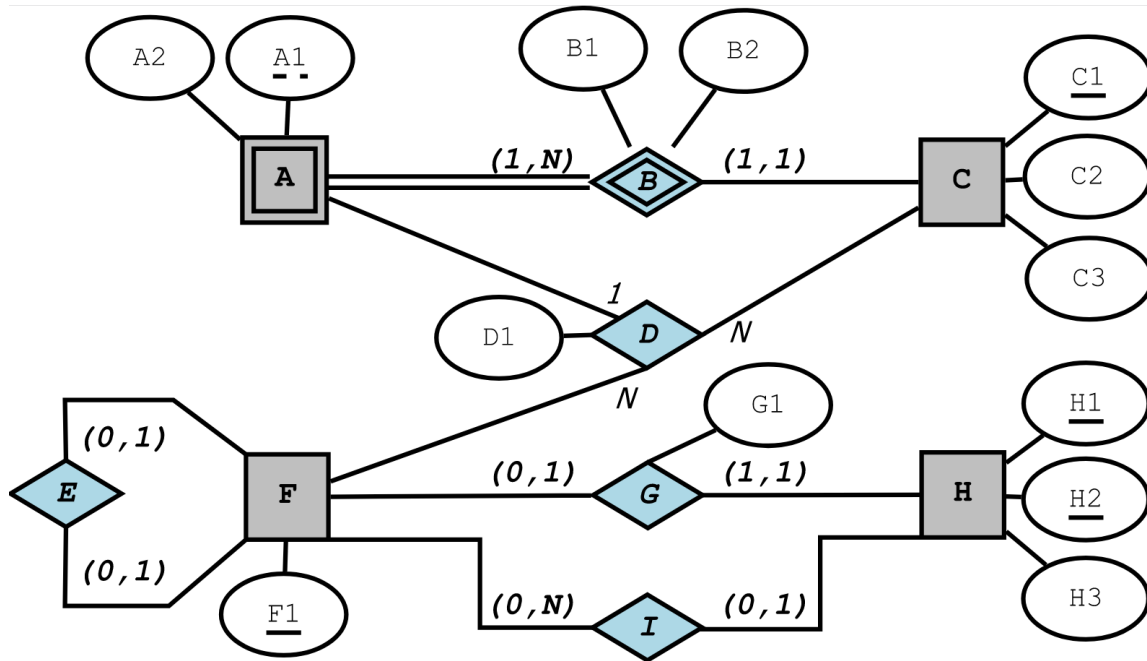 A2
A1
B1
B2
C1
A
(1,N)
B
(1,1)
C
C2
C3
1
D1
D
N
N
G1
H1
(0,1)
E
F
(0,1)
G
(1,1)
H
H2
(0,1)
F1
(0,N)
I
(0,1)
H3